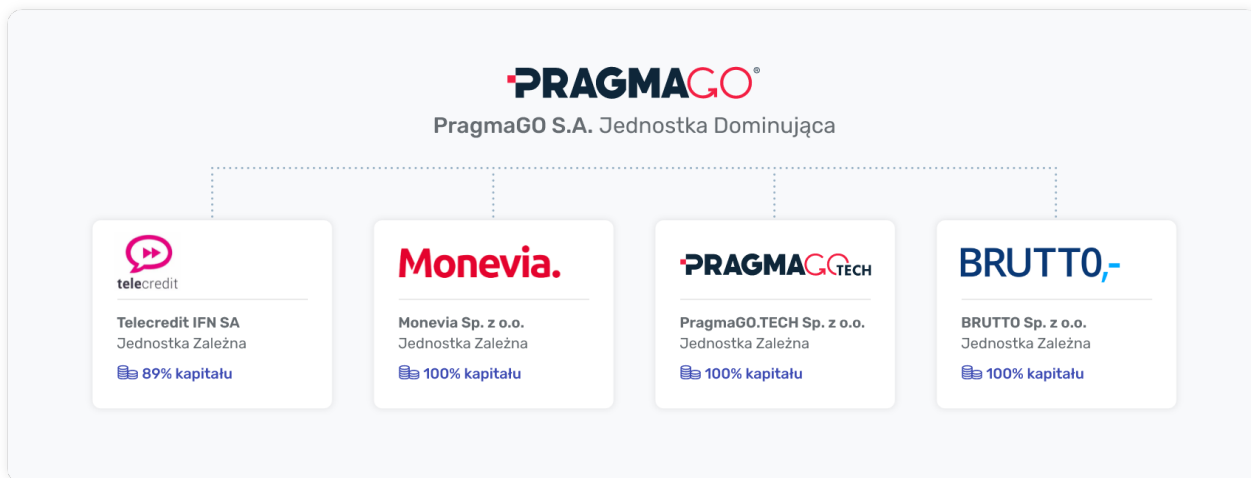 PRAGMAGO®
PragmaGO S.A. Jednostka Dominująca
telecredit
Telecredit IFN SA
Jednostka Zależna
89% kapitału
Monevia.
Monevia Sp. z o.o.
Jednostka Zależna
100% kapitału
PRAGMAGO TECH
PragmaGO.TECH Sp. z o.o.
Jednostka Zależna
100% kapitału
BRUTTO,-
BRUTTO Sp. z o.o.
Jednostka Zależna
100% kapitału